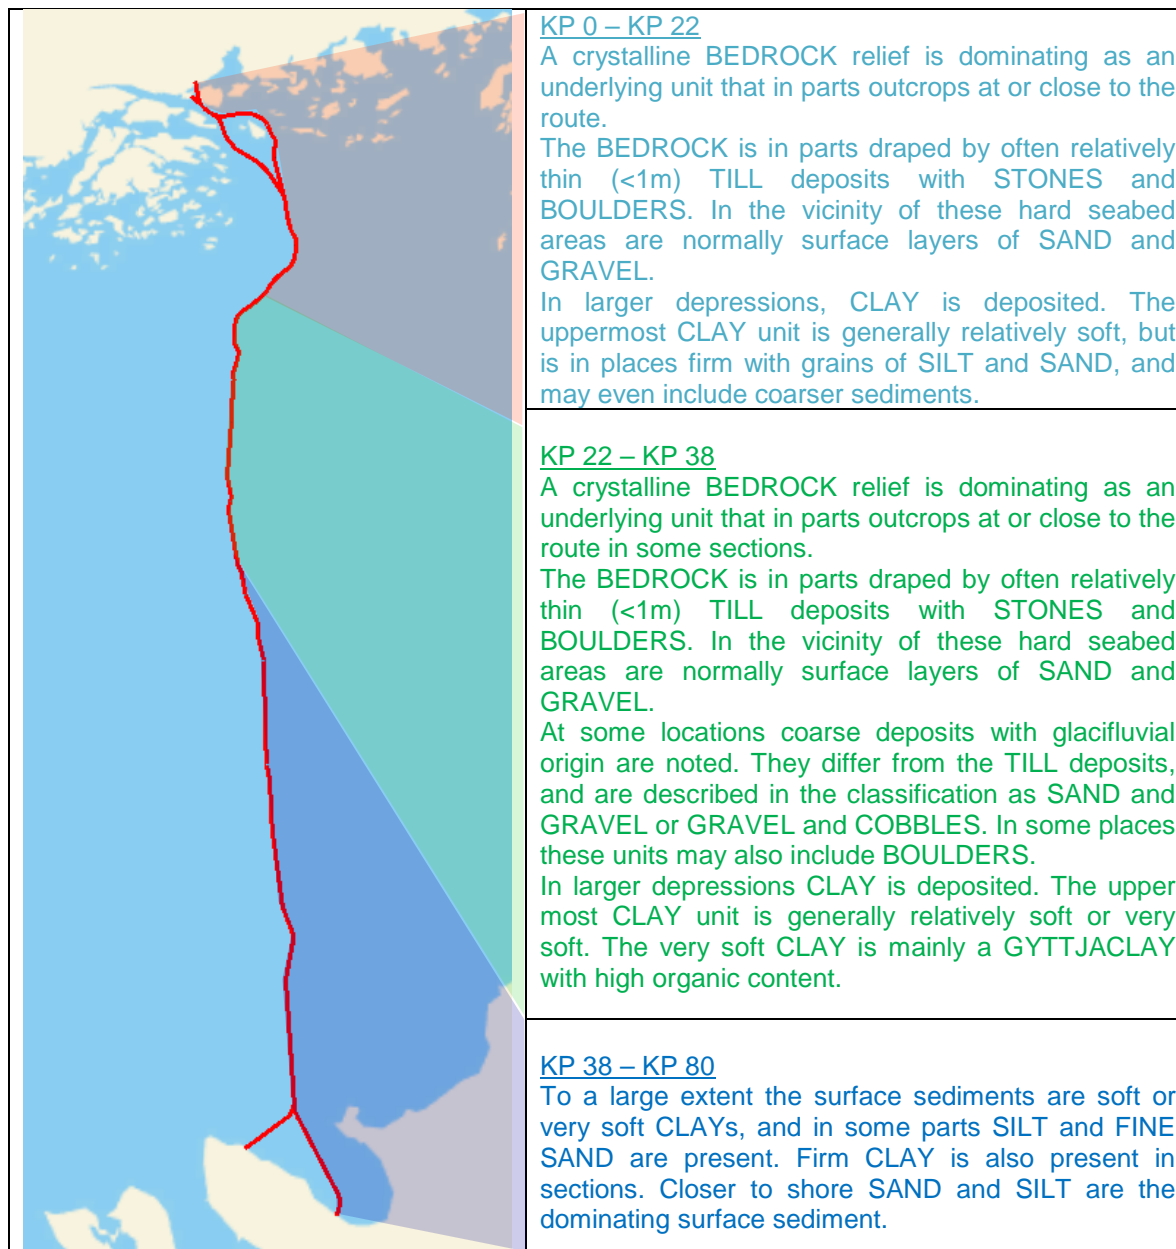 KP 0 – KP 22
A crystalline BEDROCK relief is dominating as an
underlying unit that in parts outcrops at or close to the
route.
The BEDROCK is in parts draped by often relatively
thin (<1m) TILL deposits with STONES and
BOULDERS. In the vicinity of these hard seabed
areas are normally surface layers of SAND and
GRAVEL.
In larger depressions, CLAY is deposited. The
uppermost CLAY unit is generally relatively soft, but
is in places firm with grains of SILT and SAND, and
may even include coarser sediments.
KP 22 – KP 38
A crystalline BEDROCK relief is dominating as an
underlying unit that in parts outcrops at or close to the
route in some sections.
The BEDROCK is in parts draped by often relatively
thin (<1m) TILL deposits with STONES and
BOULDERS. In the vicinity of these hard seabed
areas are normally surface layers of SAND and
GRAVEL.
At some locations coarse deposits with glacifluvial
origin are noted. They differ from the TILL deposits,
and are described in the classification as SAND and
GRAVEL or GRAVEL and COBBLES. In some places
these units may also include BOULDERS.
In larger depressions CLAY is deposited. The upper
most CLAY unit is generally relatively soft or very
soft. The very soft CLAY is mainly a GYTTJACLAY
with high organic content.
KP 38 – KP 80
To a large extent the surface sediments are soft or
very soft CLAYs, and in some parts SILT and FINE
SAND are present. Firm CLAY is also present in
sections. Closer to shore SAND and SILT are the
dominating surface sediment.